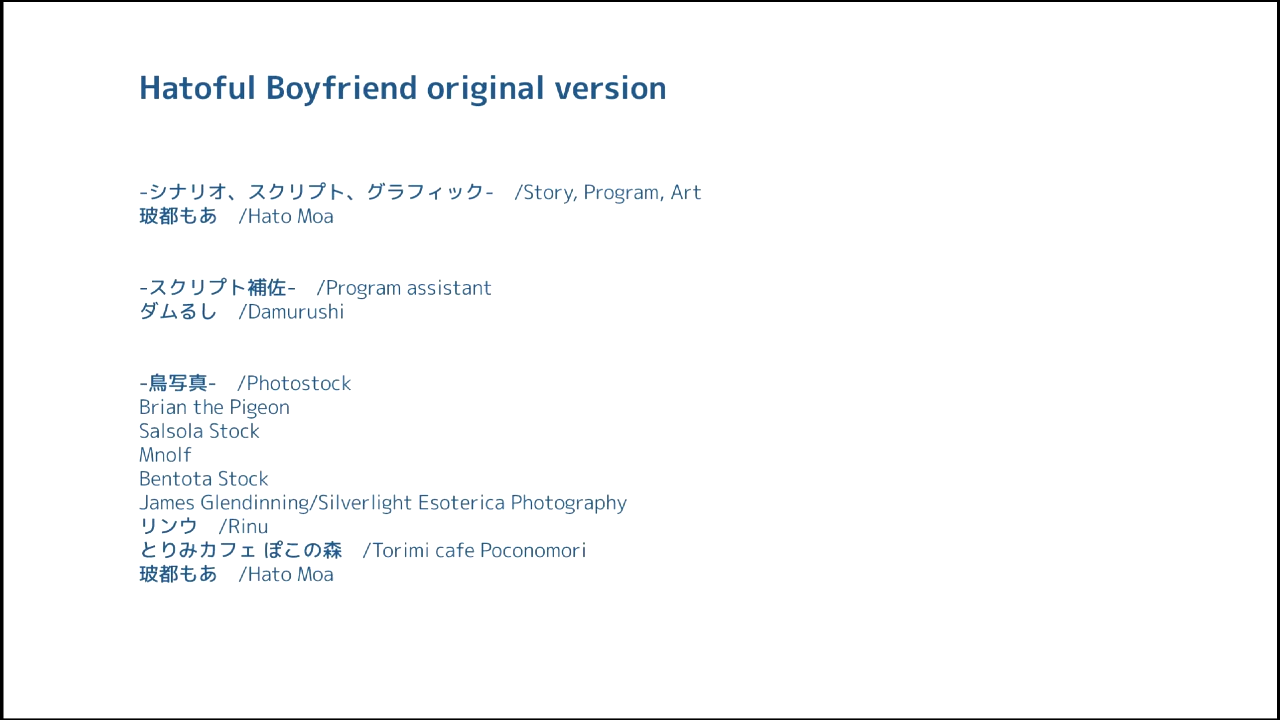 Hatoful Boyfriend original version
-シナリオ、スクリプト、グラフィック-　/Story, Program, Art
玻都もあ　/Hato Moa
-スクリプト補佐-　/Program assistant
ダムるし　/Damurushi
-鳥写真-　/Photostock
Brian the Pigeon
Salsola Stock
Mnolf
Bentota Stock
James Glendinning/Silverlight Esoterica Photography
リンウ　/Rinu
とりみカフェ ぽこの森　/Torimi cafe Poconomori
玻都もあ　/Hato Moa